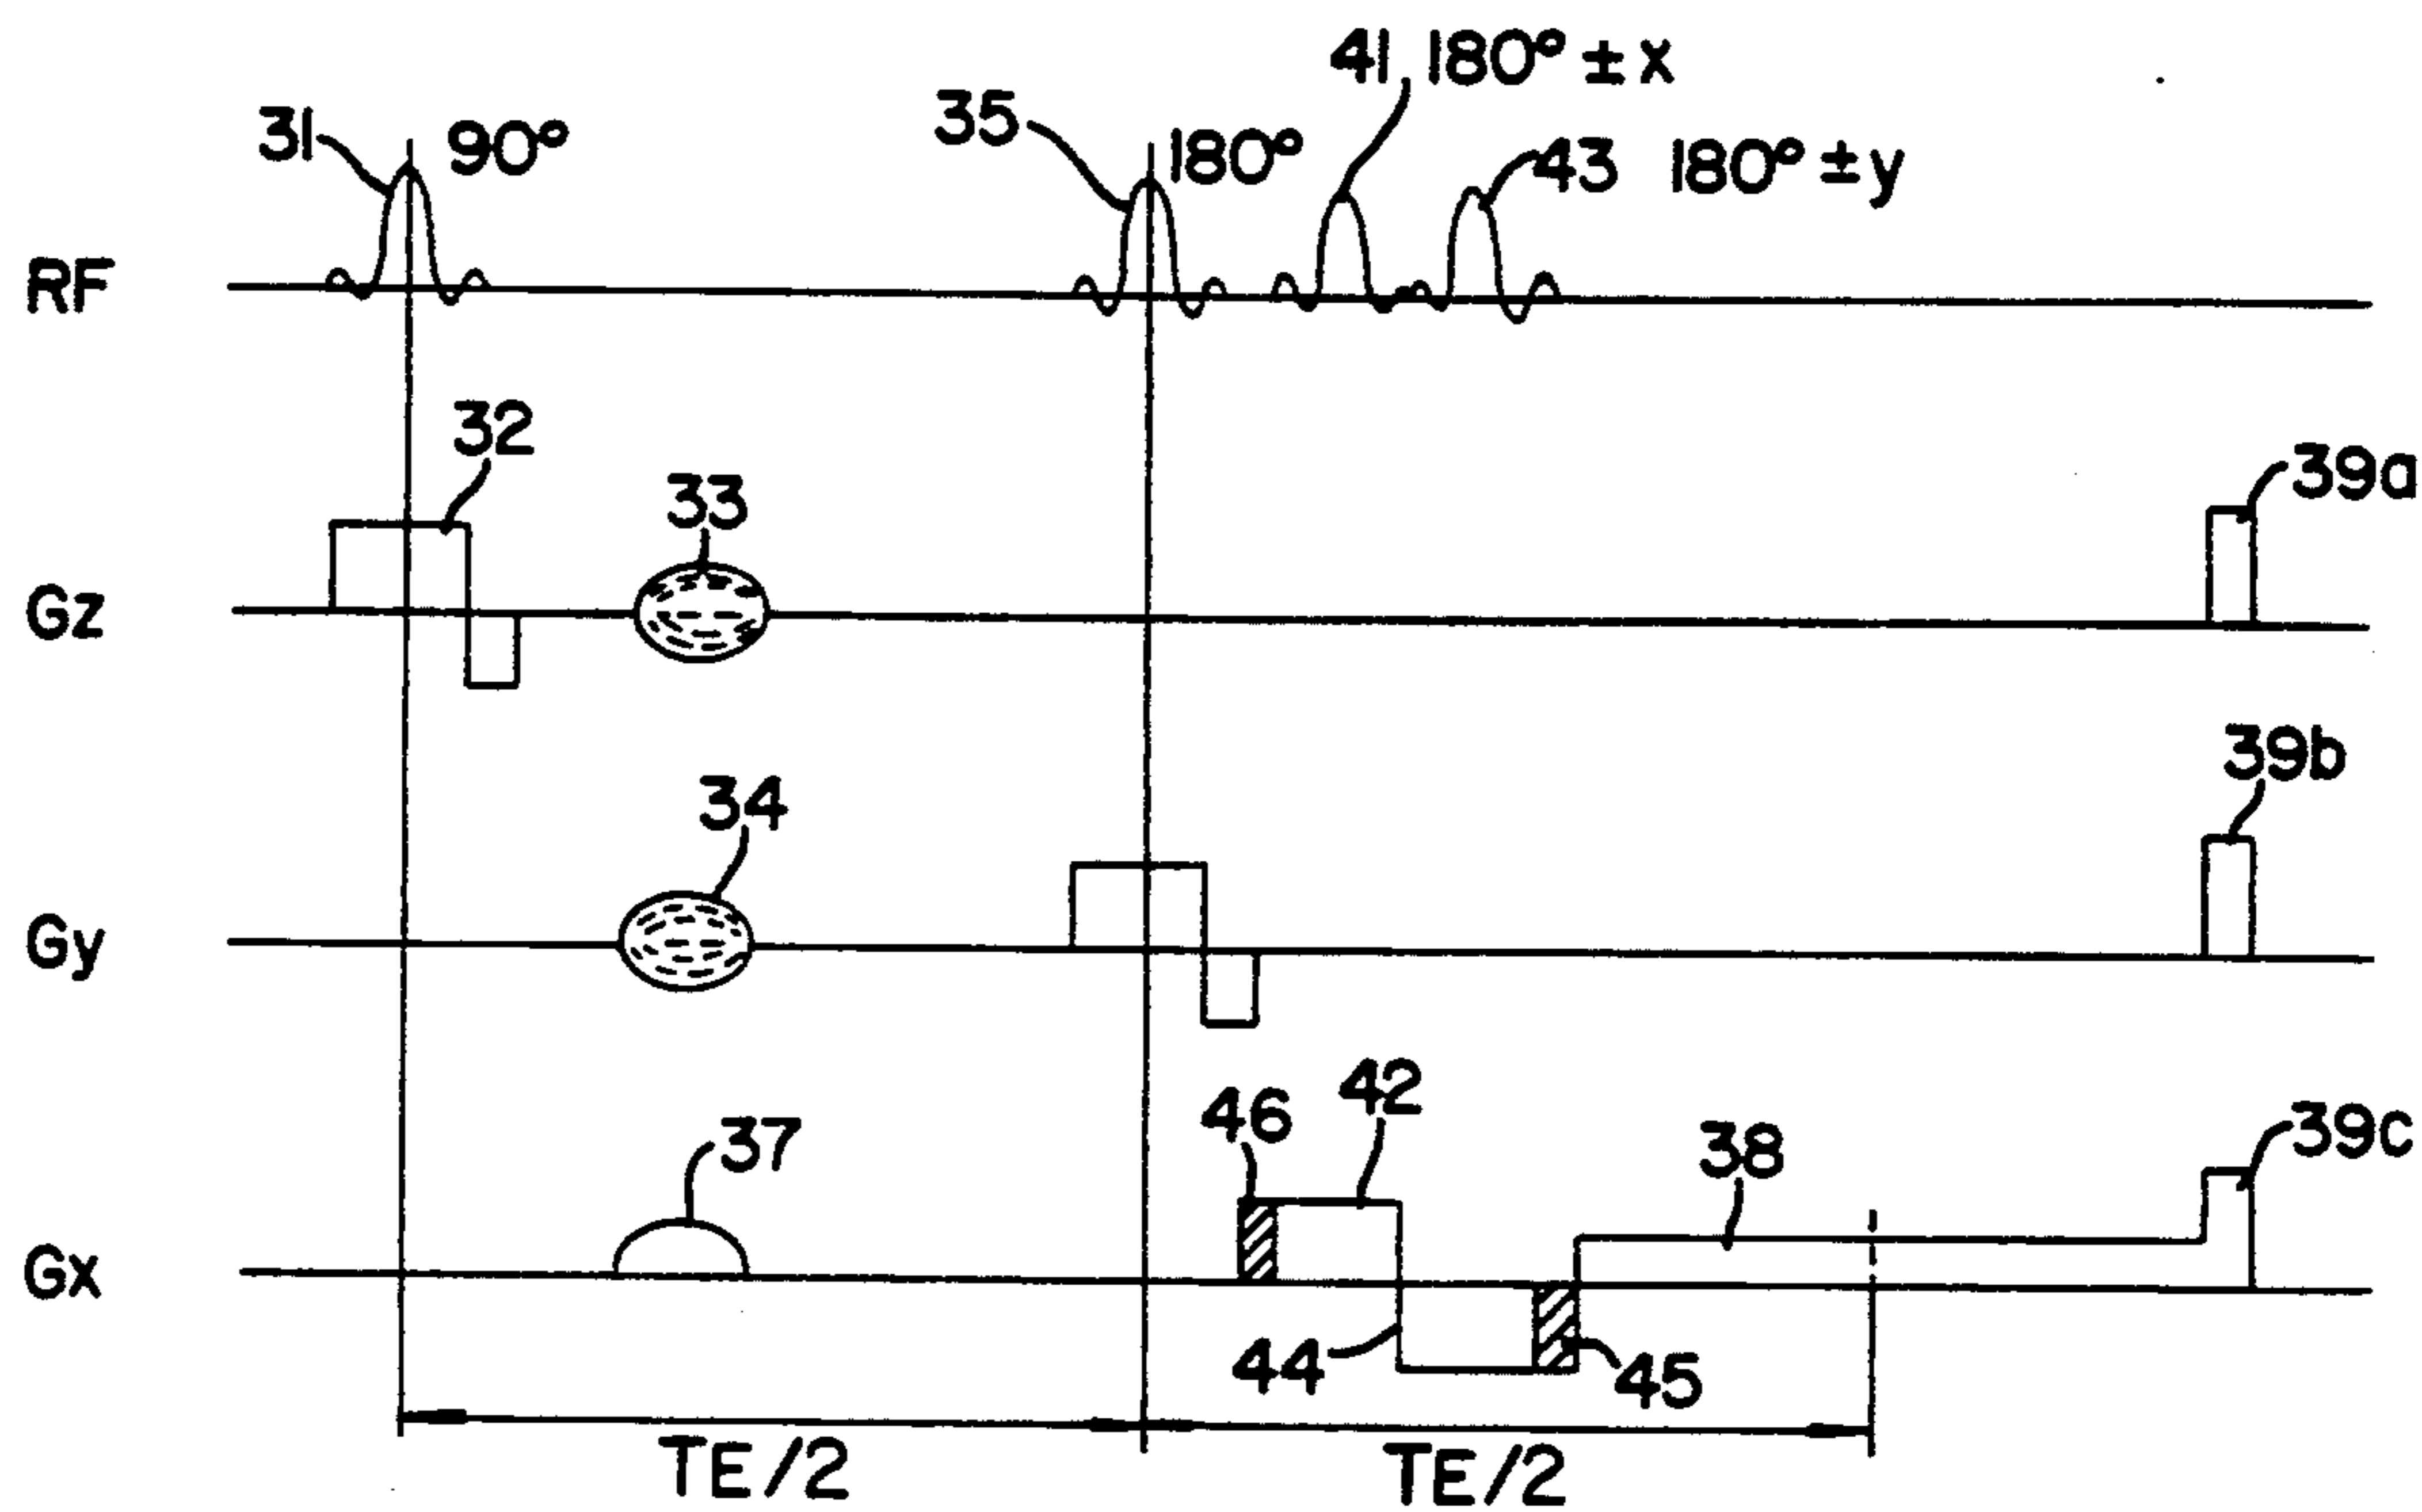 41, 180° ± x
31
90°
35
180°
43 180° ± y
RF
32
33
39a
Gz
39b
34
Gy
46
42
37
38
39c
Gx
44
45
TE/2
TE/2